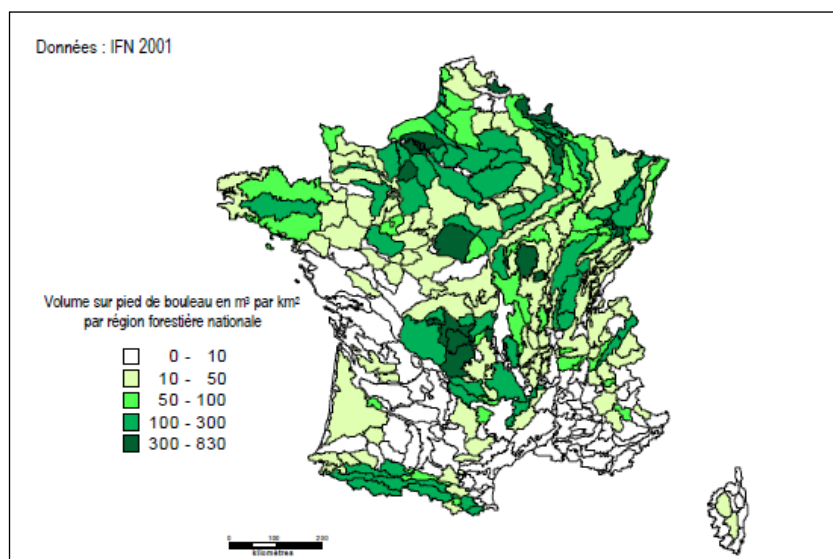 Données : IFN 2001
Volume sur pied de bouleau en m³ par km²
par région forestière nationale
0 - 10
10 - 50
50 - 100
100 - 300
300 - 830
0 100 200
kilomètres